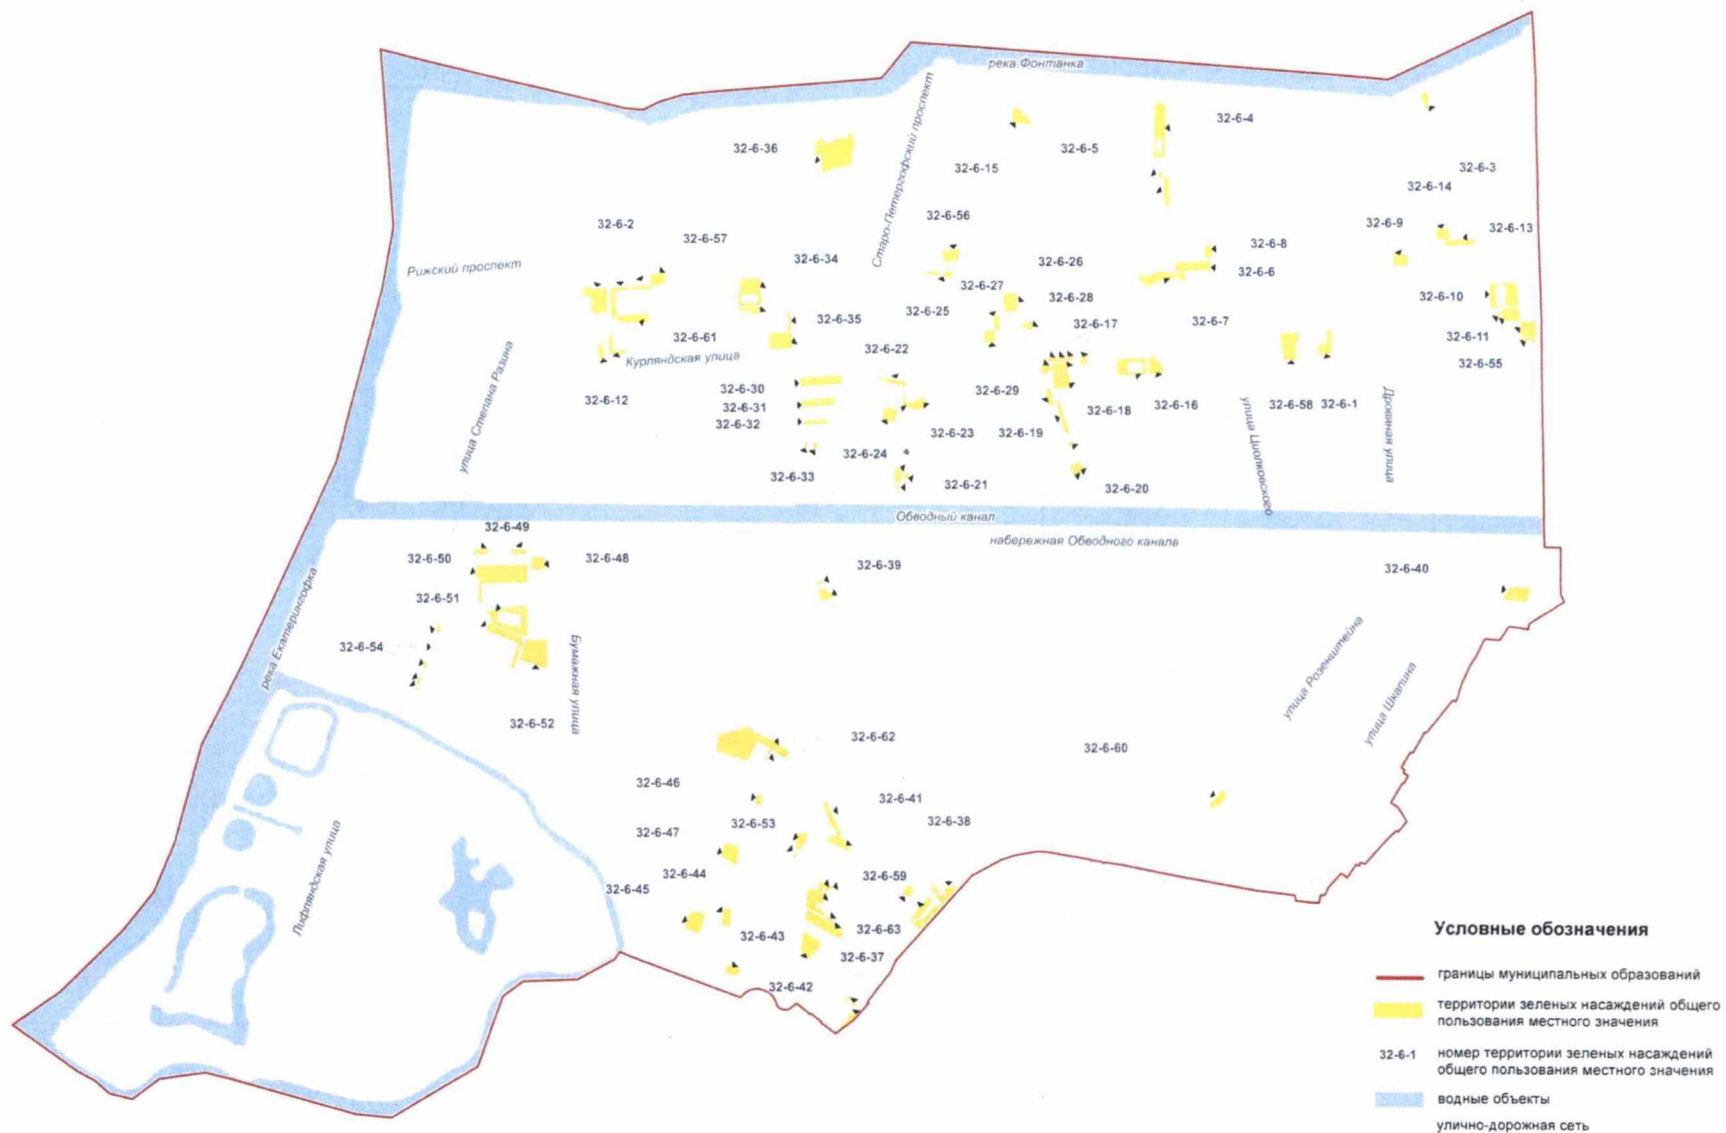 река Фонтанка
32-6-4
32-6-36
32-6-5
32-6-15
32-6-3
32-6-14
Старо-Петергофский проспект
32-6-56
32-6-2
32-6-9
32-6-13
32-6-57
32-6-8
32-6-34
32-6-26
Рижский проспект
32-6-6
32-6-27
32-6-28
32-6-10
32-6-25
32-6-35
32-6-17
32-6-7
32-6-61
32-6-11
32-6-22
Курляндская улица
32-6-55
32-6-30
32-6-29
32-6-12
32-6-31
32-6-18
32-6-16
32-6-58
32-6-1
улица Степана Разина
32-6-32
32-6-23
32-6-19
улица Циолковского
Дровяная улица
32-6-24
32-6-33
32-6-21
32-6-20
Обводный канал
32-6-49
набережная Обводного канала
32-6-50
32-6-48
32-6-39
32-6-40
32-6-51
река Екатерингофка
32-6-54
Бумажная улица
улица Розенштейна
улица Шкапина
32-6-52
32-6-62
32-6-60
32-6-46
32-6-41
32-6-53
32-6-38
32-6-47
Лифляндская улица
32-6-44
32-6-59
32-6-45
32-6-63
32-6-43
32-6-37
32-6-42
Условные обозначения
границы муниципальных образований
территории зеленых насаждений общего
пользования местного значения
32-6-1
номер территории зеленых насаждений
общего пользования местного значения
водные объекты
улично-дорожная сеть